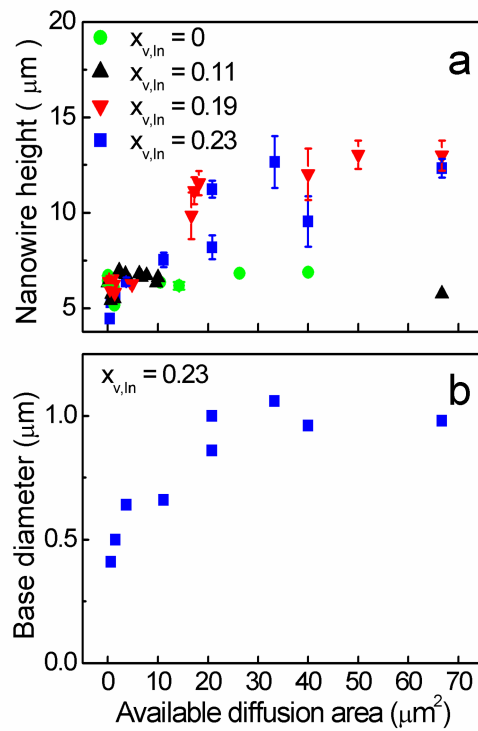 20
15
10
5
Nanowire height ( μm)
a
x_v,In = 0
x_v,In = 0.11
x_v,In = 0.19
x_v,In = 0.23
1.0
0.5
0.0
Base diameter (μm)
x_v,In = 0.23
b
0 10 20 30 40 50 60 70
Available diffusion area (μm²)